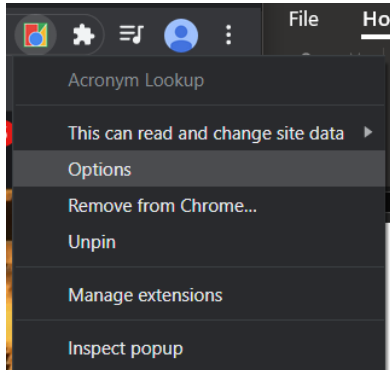 File Ho
Acronym Lookup
This can read and change site data
Options
Remove from Chrome...
Unpin
Manage extensions
Inspect popup